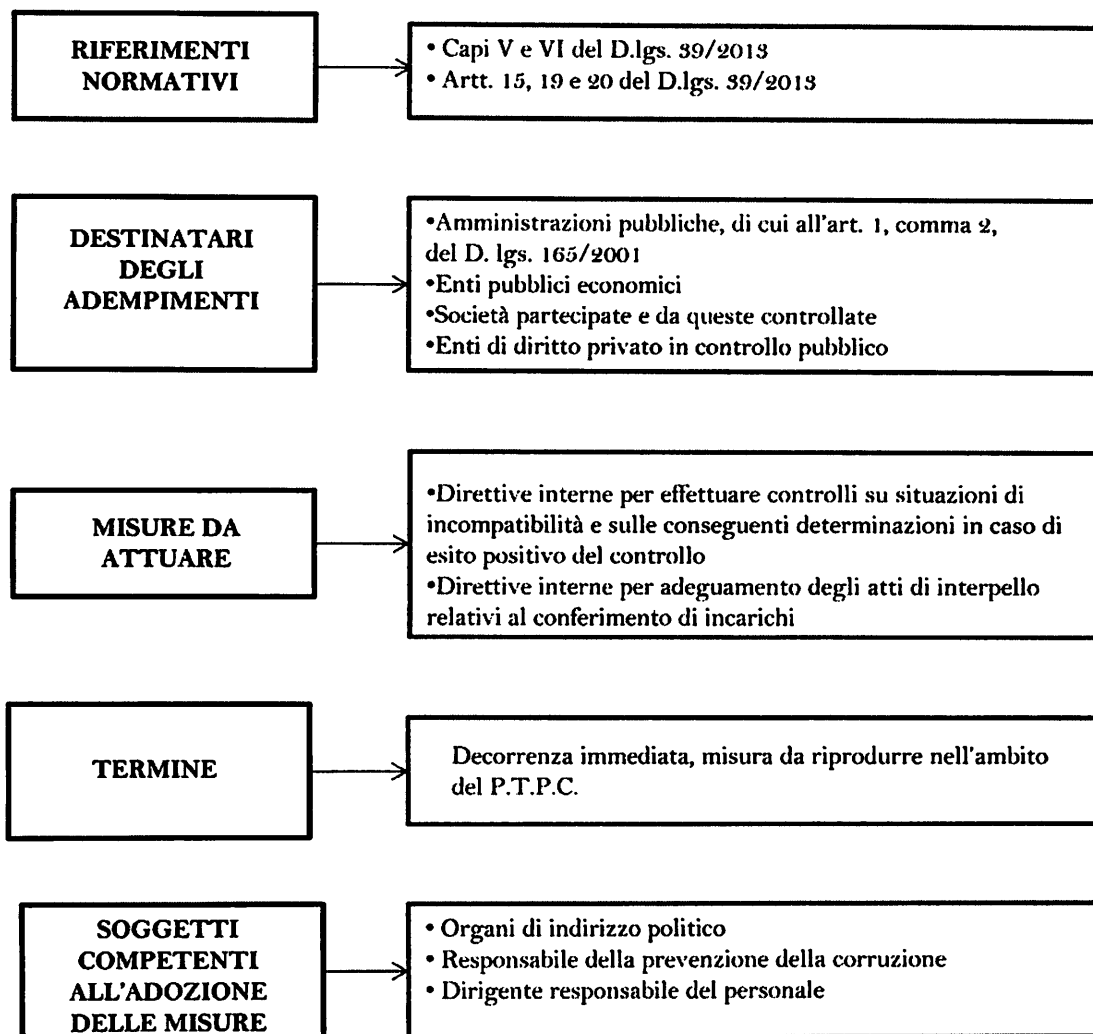 RIFERIMENTI
NORMATIVI
• Capi V e VI del D.lgs. 39/2013
• Artt. 15, 19 e 20 del D.lgs. 39/2013
DESTINATARI
DEGLI
ADEMPIMENTI
•Amministrazioni pubbliche, di cui all'art. 1, comma 2,
del D. lgs. 165/2001
•Enti pubblici economici
•Società partecipate e da queste controllate
•Enti di diritto privato in controllo pubblico
MISURE DA
ATTUARE
•Direttive interne per effettuare controlli su situazioni di
incompatibilità e sulle conseguenti determinazioni in caso di
esito positivo del controllo
•Direttive interne per adeguamento degli atti di interpello
relativi al conferimento di incarichi
TERMINE
Decorrenza immediata, misura da riprodurre nell'ambito
del P.T.P.C.
SOGGETTI
COMPETENTI
ALL'ADOZIONE
DELLE MISURE
• Organi di indirizzo politico
• Responsabile della prevenzione della corruzione
• Dirigente responsabile del personale